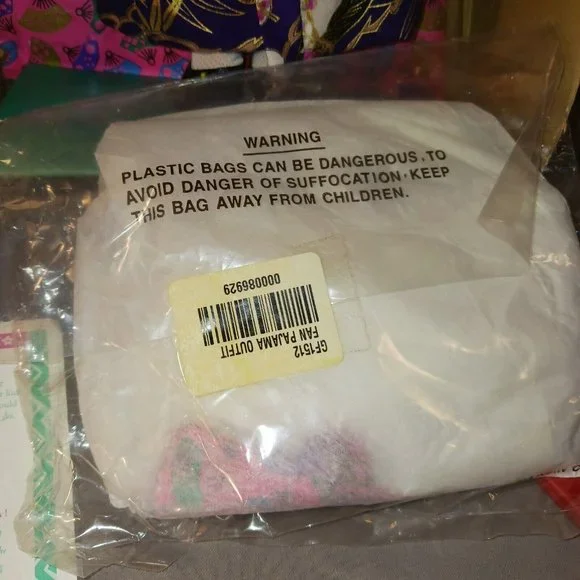 WARNING
PLASTIC BAGS CAN BE DANGEROUS, TO
AVOID DANGER OF SUFFOCATION, KEEP
THIS BAG AWAY FROM CHILDREN.
GF1512
FAN PAJAMA OUTFIT
000086929